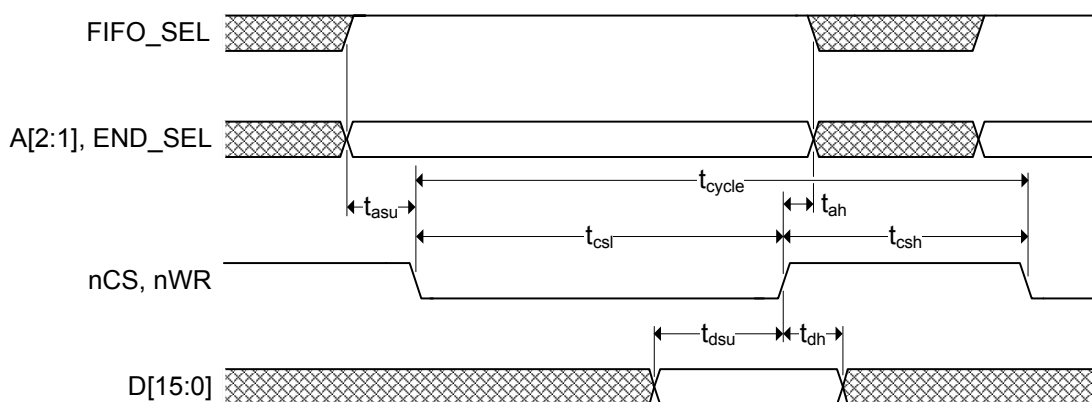 FIFO_SEL
A[2:1], END_SEL
tcycle
tasu
tah
tcsl
tcsh
nCS, nWR
tdsu
tdh
D[15:0]